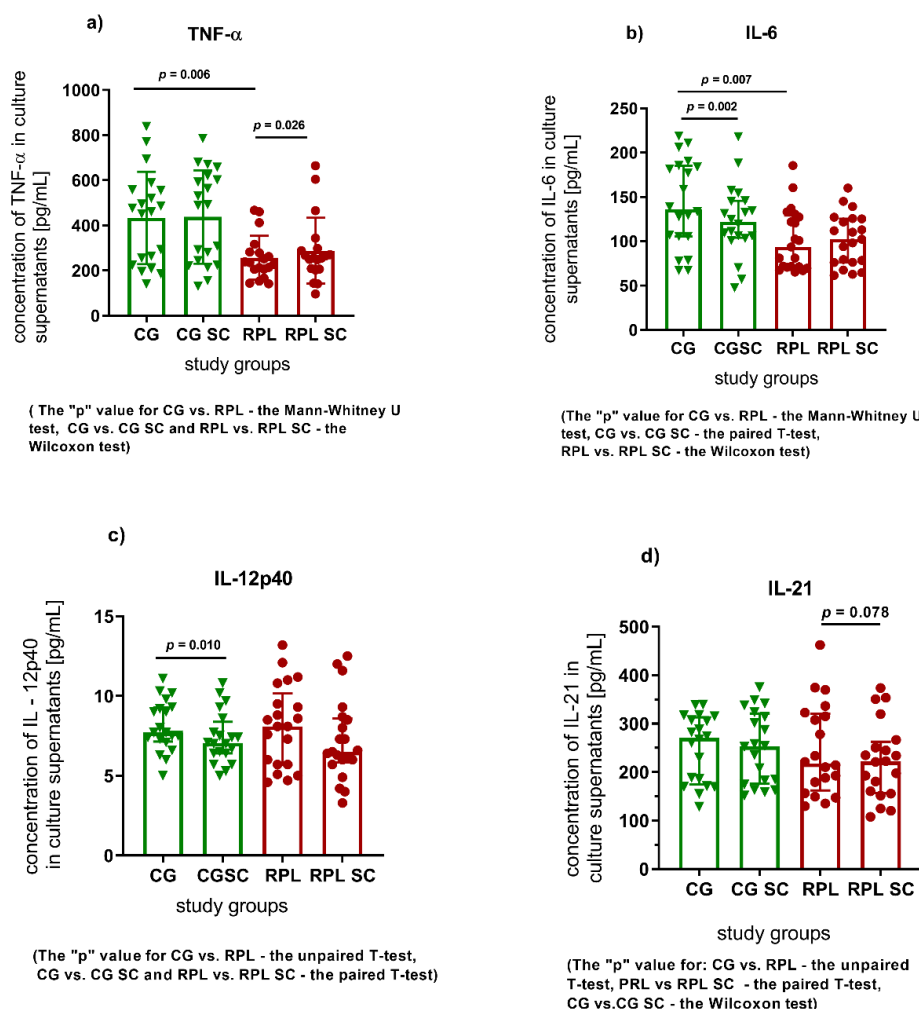 a)
TNF-α
p = 0.006
p = 0.026
concentration of TNF-α in culture
supernatants [pg/mL]
1000
800
600
400
200
0
CG
CG SC
RPL
RPL SC
study groups
( The "p" value for CG vs. RPL - the Mann-Whitney U
test, CG vs. CG SC and RPL vs. RPL SC - the
Wilcoxon test)
b)
IL-6
p = 0.007
p = 0.002
concentration of IL-6 in culture
supernatants [pg/mL]
250
200
150
100
50
0
CG
CGSC
RPL
RPL SC
study groups
(The "p" value for CG vs. RPL - the Mann-Whitney U
test, CG vs. CG SC - the paired T-test,
RPL vs. RPL SC - the Wilcoxon test)
c)
IL-12p40
p = 0.010
concentration of IL - 12p40
in culture supernatants [pg/mL]
15
10
5
0
CG
CGSC
RPL
RPL SC
study groups
(The "p" value for CG vs. RPL - the unpaired T-test,
CG vs. CG SC and RPL vs. RPL SC - the paired T-test)
d)
IL-21
p = 0.078
concentration of IL-21 in
culture supernatants [pg/mL]
500
400
300
200
100
0
CG
CG SC
RPL
RPL SC
study groups
(The "p" value for: CG vs. RPL - the unpaired
T-test, PRL vs RPL SC - the paired T-test,
CG vs.CG SC - the Wilcoxon test)